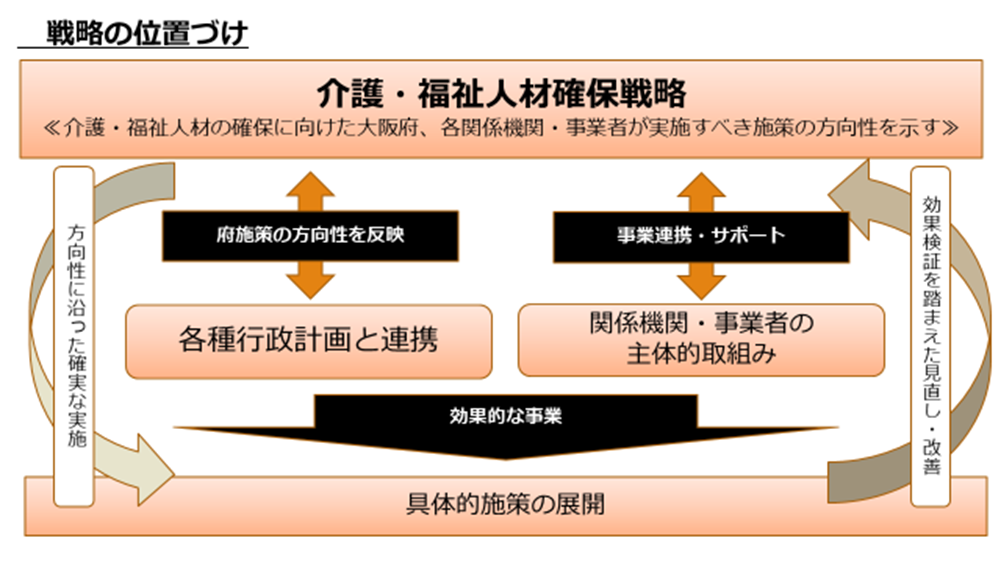 戦略の位置づけ
介護・福祉人材確保戦略
≪介護・福祉人材の確保に向けた大阪府、各関係機関・事業者が実施すべき施策の方向性を示す≫
方向性に沿った確実な実施
府施策の方向性を反映
事業連携・サポート
効果検証を踏まえた見直し・改善
各種行政計画と連携
関係機関・事業者の
主体的取組み
効果的な事業
具体的施策の展開